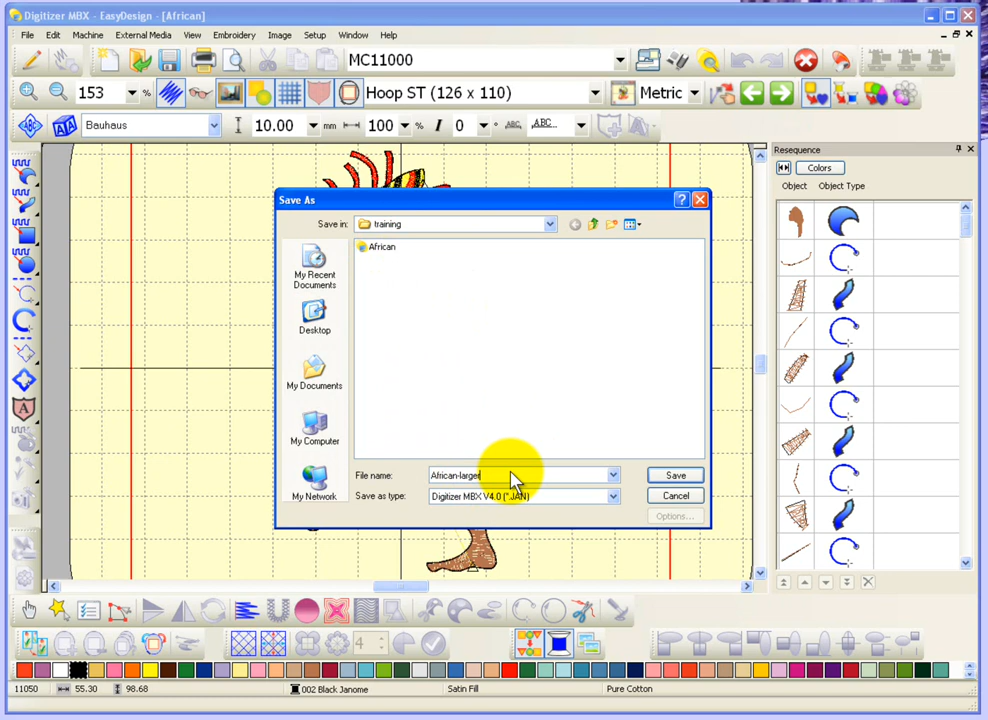 Digitizer MBX - EasyDesign - [African]
File Edit Machine External Media View Embroidery Image Setup Window Help
MC11000
153 % Hoop ST (126 x 110) Metric
Bauhaus 10.00 mm 100 % I 0 ABC ABC
Resequence
Colors
Object Object Type
Save As
Save in: training
African
My Recent Documents
Desktop
My Documents
My Computer
My Network
File name: African-larger Save
Save as type: Digitizer MBX V4.0 (*.JAN) Cancel
Options...
4
11050 55.30 98.68 002 Black Janome Satin Fill Pure Cotton